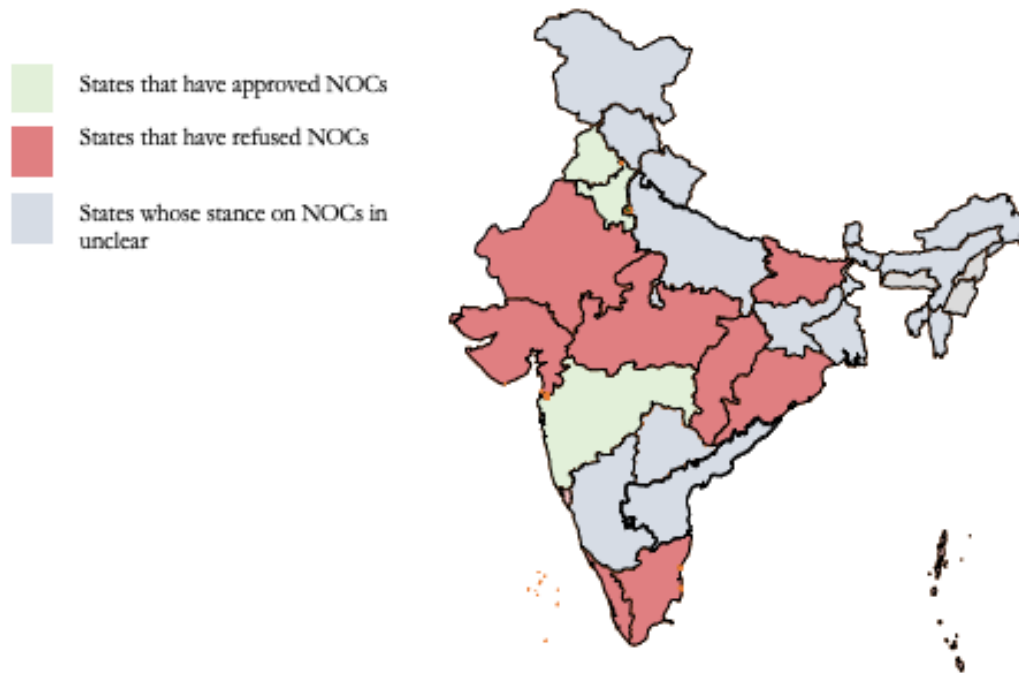 States that have approved NOCs
States that have refused NOCs
States whose stance on NOCs in
unclear